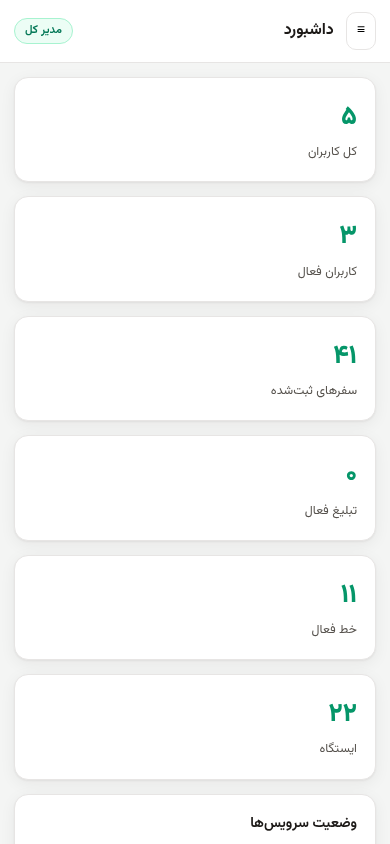 ≡ داشبورد مدیر کل
۵
کل کاربران
۳
کاربران فعال
۴۱
سفرهای ثبت‌شده
۰
تبلیغ فعال
۱۱
خط فعال
۲۲
ایستگاه
وضعیت سرویس‌ها